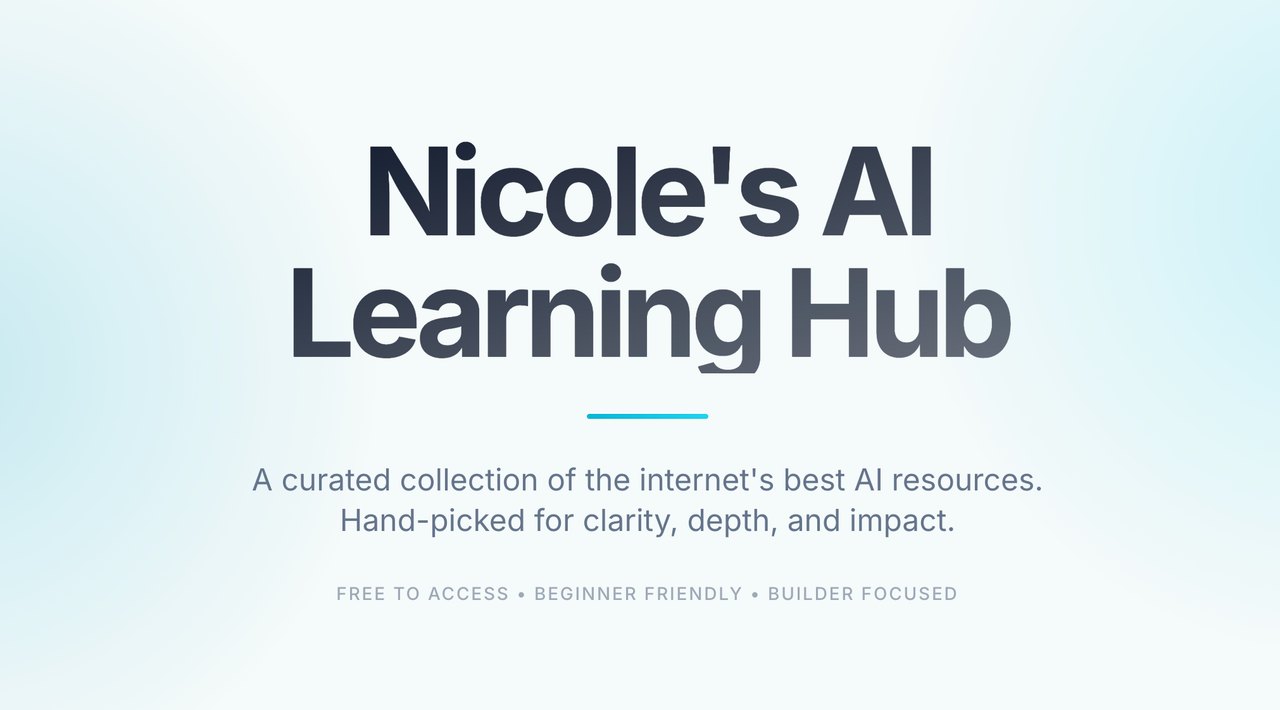 Nicole's AI
Learning Hub
A curated collection of the internet's best AI resources.
Hand-picked for clarity, depth, and impact.
FREE TO ACCESS • BEGINNER FRIENDLY • BUILDER FOCUSED